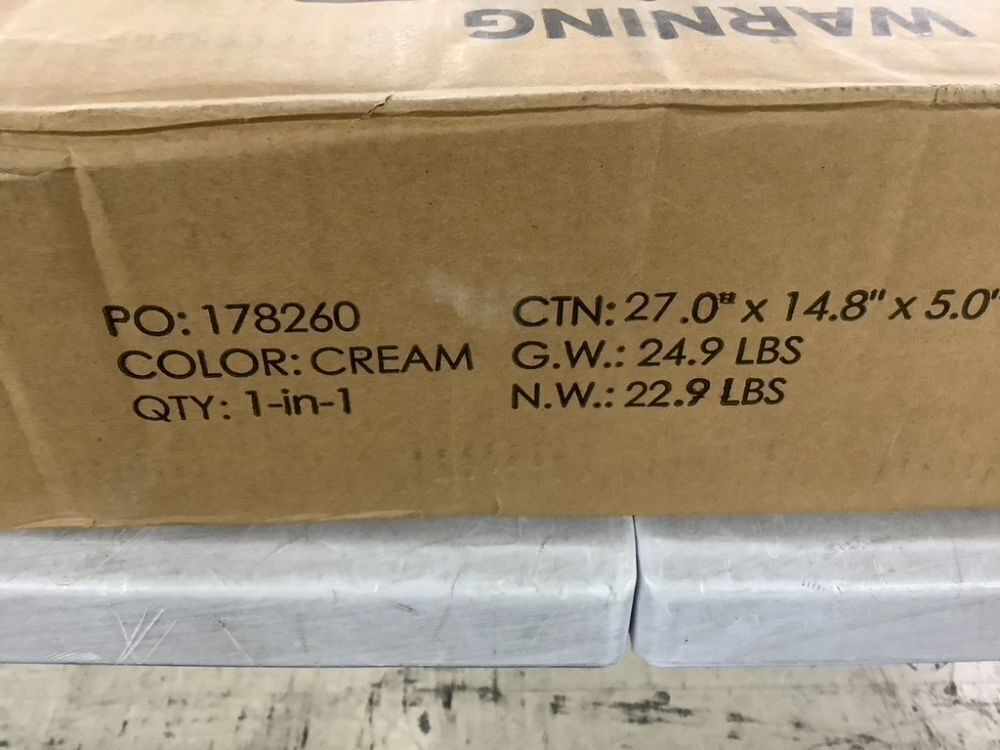 WARNING
PO: 178260
COLOR: CREAM
QTY: 1-in-1
CTN: 27.0" x 14.8" x 5.0"
G.W.: 24.9 LBS
N.W.: 22.9 LBS